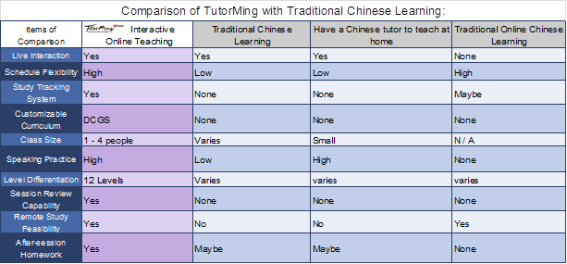 Comparison of TutorMing with Traditional Chinese Learning:
Items of Comparison TutorMing Interactive Online Teaching Traditional Chinese Learning Have a Chinese tutor to teach at home Traditional Online Chinese Learning
Live Interaction Yes Yes Yes None
Schedule Flexibility High Low Low High
Study Tracking System Yes None None Maybe
Customizable Curriculum DCGS None None None
Class Size 1 - 4 people Varies Small N / A
Speaking Practice High Low High None
Level Differentiation 12 Levels Varies varies varies
Session Review Capability Yes None None None
Remote Study Feasibility Yes No No Yes
After-session Homework Yes Maybe Maybe None